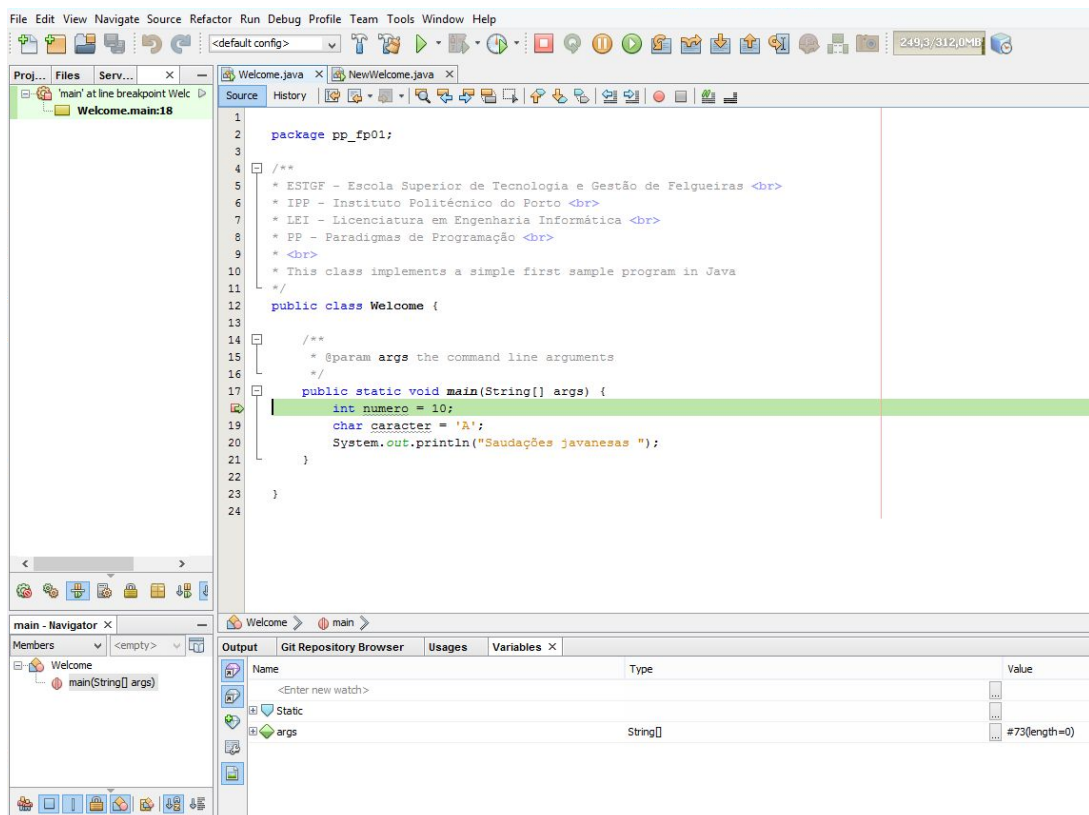 File Edit View Navigate Source Refactor Run Debug Profile Team Tools Window Help
<default config>
249,3/312,0MB
Proj... Files Serv... × –
'main' at line breakpoint Welc
Welcome.main:18
Welcome.java × NewWelcome.java ×
Source History
1
2 package pp_fp01;
3
4 /**
5 * ESTGF - Escola Superior de Tecnologia e Gestão de Felgueiras <br>
6 * IPP - Instituto Politécnico do Porto <br>
7 * LEI - Licenciatura em Engenharia Informática <br>
8 * PP - Paradigmas de Programação <br>
9 * <br>
10 * This class implements a simple first sample program in Java
11 */
12 public class Welcome {
13
14 /**
15 * @param args the command line arguments
16 */
17 public static void main(String[] args) {
int numero = 10;
19 char caracter = 'A';
20 System.out.println("Saudações javanesas ");
21 }
22
23 }
24
main - Navigator ×
Members <empty>
Welcome
main(String[] args)
Welcome main
Output Git Repository Browser Usages Variables ×
Name Type Value
<Enter new watch> ...
Static ...
args String[] ... #73(length=0)